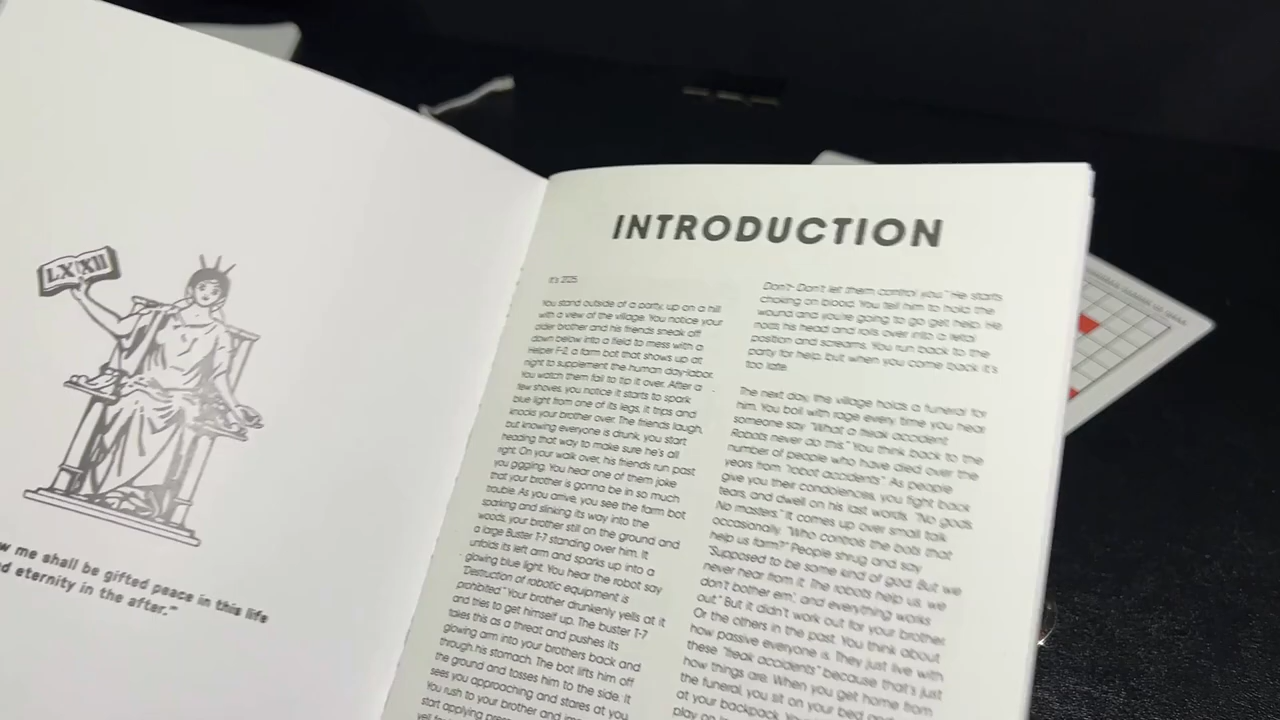 LX XII
w me shall be gifted peace in this life
d eternity in the after."
INTRODUCTION
It's 2125
You stand outside of a party, up on a hill
with a view of the village. You notice your
older brother and his friends sneak off
down below into a field to mess with a
Helper F-2, a farm bot that shows up at
night to supplement the human day-labor.
You watch them fail to tip it over. After a
few shoves, you notice it starts to spark
blue light from one of its legs, it trips and
knocks your brother over. The friends laugh,
but knowing everyone is drunk, you start
heading that way to make sure he's all
right. On your walk over, his friends run past
you giggling. You hear one of them joke
that your brother is gonna be in so much
trouble. As you arrive, you see the farm bot
sparking and slinking its way into the
woods, your brother still on the ground and
a large Buster T-7 standing over him. It
unfolds its left arm and sparks up into a
glowing blue light. You hear the robot say
"Destruction of robotic equipment is
prohibited." Your brother drunkenly yells at it
and tries to get himself up. The buster T-7
takes this as a threat and pushes its
glowing arm into your brothers back and
through his stomach. The bot lifts him off
the ground and tosses him to the side. It
sees you approaching and stares at you
You rush to your brother and
start applying
Don't- Don't let them control you." He starts
choking on blood. You tell him to hold the
wound and you're going to go get help. He
nods his head and rolls over into a fetal
position and screams. You run back to the
party for help, but when you come back it's
too late.
The next day, the village holds a funeral for
him. You boil with rage every time you hear
someone say "What a freak accident.
Robots never do this." You think back to the
number of people who have died over the
years from "robot accidents". As people
give you their condolences, you fight back
tears, and dwell on his last words. "No gods.
No masters." It comes up over small talk
occasionally. "Who controls the bots that
help us farm?" People shrug and say
"Supposed to be some kind of god. But we
never hear from it. The robots help us, we
don't bother em', and everything works
out." But it didn't work out for your brother.
Or the others in the past. You think about
how passive everyone is. They just live with
these "freak accidents" because that's just
how things are. When you get home from
the funeral, you sit on your bed and
at your backpack.
play on